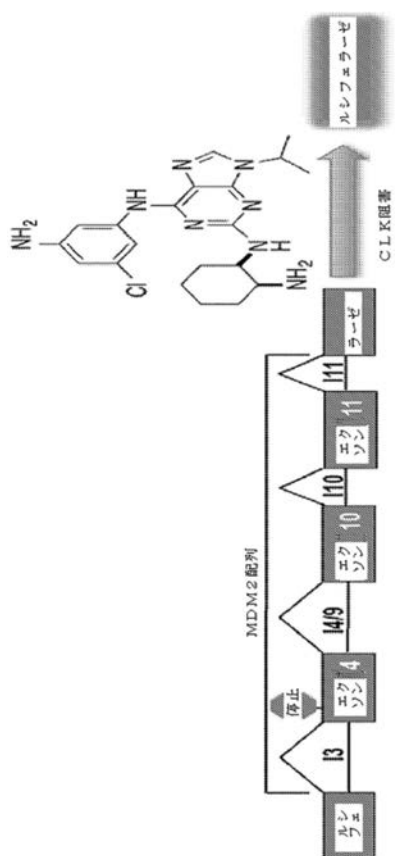 NH₂
Cl
NH
N
N
N
N
N
H
NH₂
MDM2配列
停止
ルシフェ
I3
エクソン 4
I4/9
エクソン 10
I10
エクソン 11
I11
ラーゼ
CLK阻害
ルシフェラーゼ